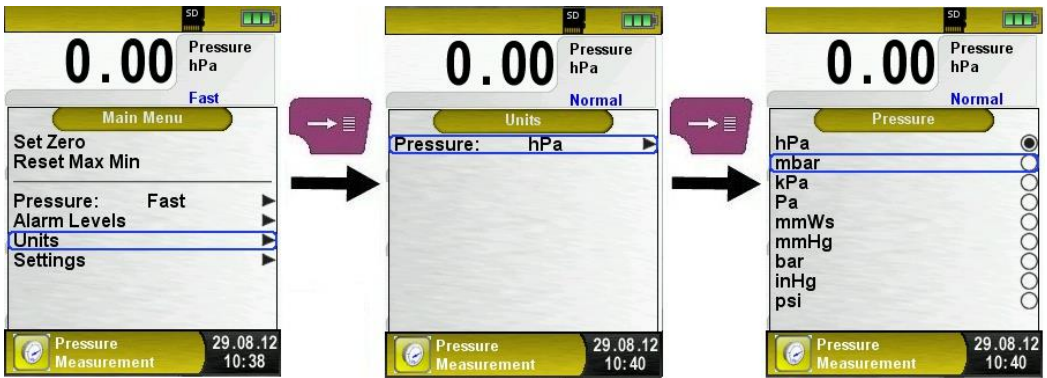 SD
0.00
Pressure
hPa
Fast
Main Menu
Set Zero
Reset Max Min
Pressure: Fast
Alarm Levels
Units
Settings
Pressure
Measurement
29.08.12
10:38
SD
0.00
Pressure
hPa
Normal
Units
Pressure: hPa
Pressure
Measurement
29.08.12
10:40
SD
0.00
Pressure
hPa
Normal
Pressure
hPa
mbar
kPa
Pa
mmWs
mmHg
bar
inHg
psi
Pressure
Measurement
29.08.12
10:40